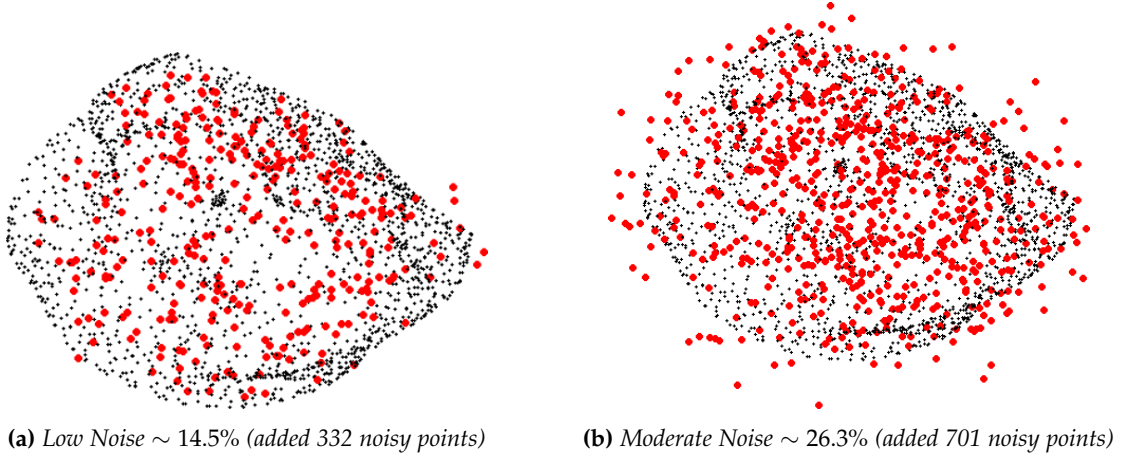 (a) Low Noise ∼ 14.5% (added 332 noisy points)
(b) Moderate Noise ∼ 26.3% (added 701 noisy points)